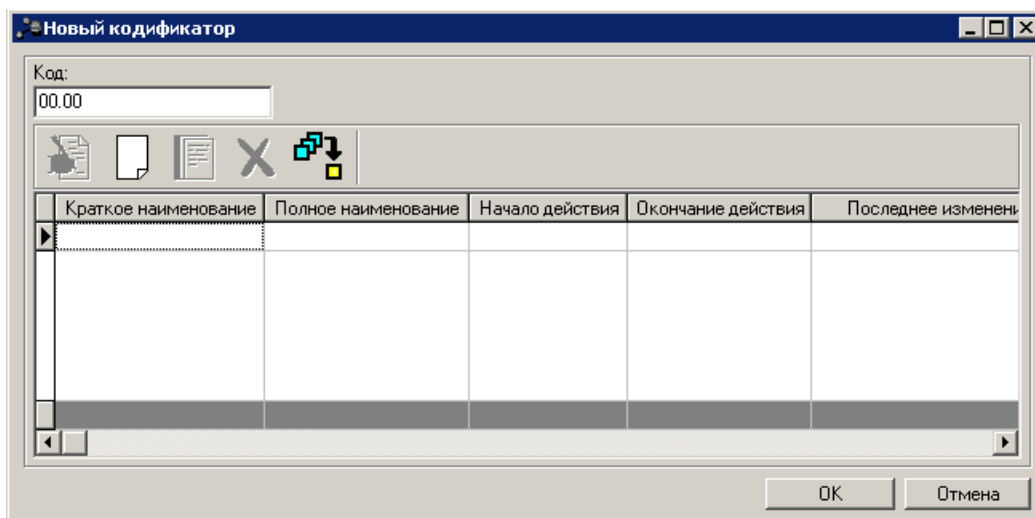 Новый кодификатор
Код:
00.00
Краткое наименование Полное наименование Начало действия Окончание действия Последнее изменени
OK Отмена